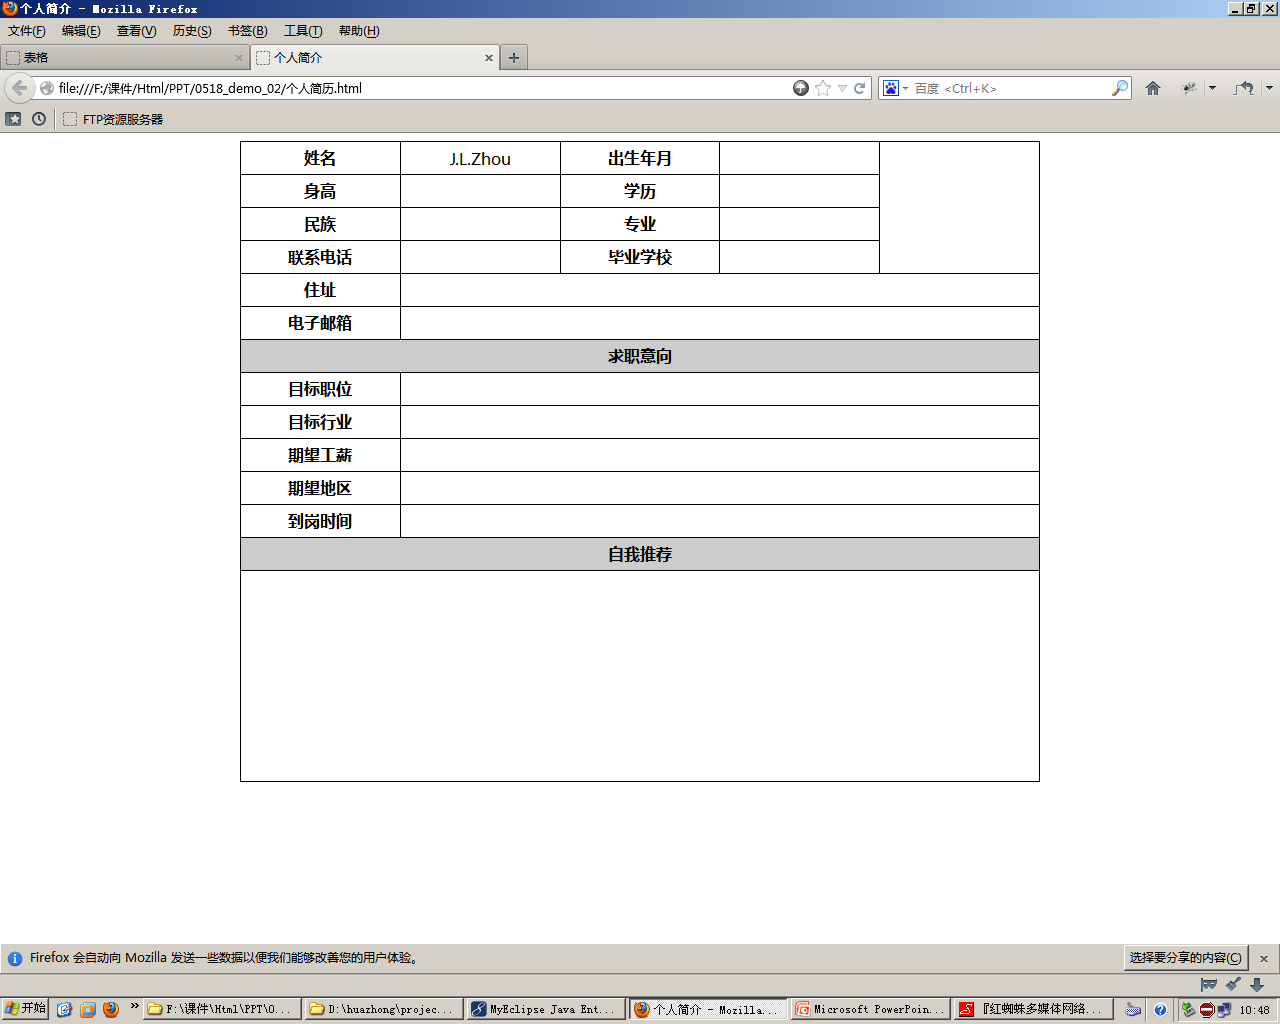 个人简介 - Mozilla Firefox
文件(F) 编辑(E) 查看(V) 历史(S) 书签(B) 工具(T) 帮助(H)
表格 个人简介
file:///F:/课件/Html/PPT/0518_demo_02/个人简历.html 百度 <Ctrl+K>
FTP资源服务器
姓名 J.L.Zhou 出生年月
身高 学历
民族 专业
联系电话 毕业学校
住址
电子邮箱
求职意向
目标职位
目标行业
期望工薪
期望地区
到岗时间
自我推荐
Firefox 会自动向 Mozilla 发送一些数据以便我们能够改善您的用户体验。 选择要分享的内容(C)
开始 F:\课件\Html\PPT\0... D:\huazhong\projec... MyEclipse Java Ent... 个人简介 - Mozilla... Microsoft PowerPoin... 『红蜘蛛多媒体网络... 10:48